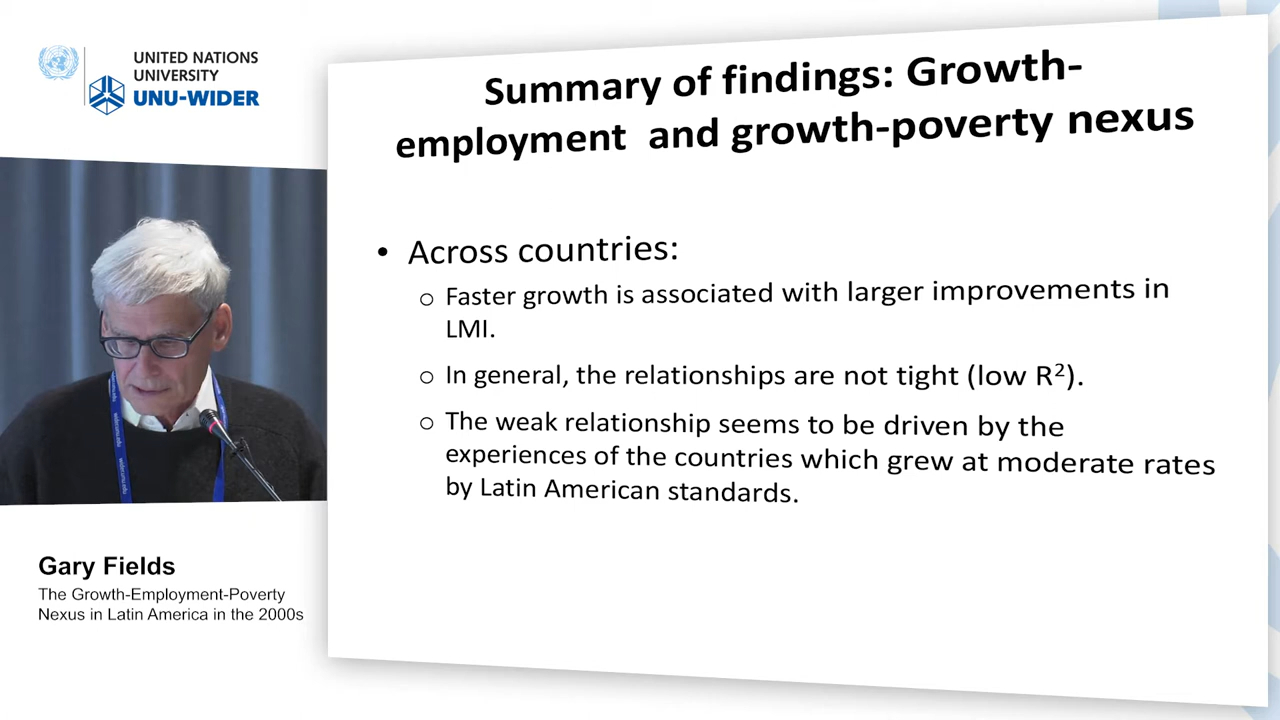 UNITED NATIONS
UNIVERSITY
UNU-WIDER
Summary of findings: Growth-
employment and growth-poverty nexus
• Across countries:
o Faster growth is associated with larger improvements in
LMI.
o In general, the relationships are not tight (low R²).
o The weak relationship seems to be driven by the
experiences of the countries which grew at moderate rates
by Latin American standards.
Gary Fields
The Growth-Employment-Poverty
Nexus in Latin America in the 2000s